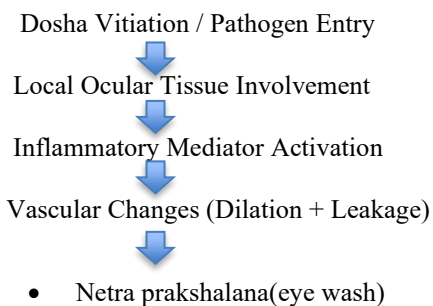 Dosha Vitiation / Pathogen Entry
Local Ocular Tissue Involvement
Inflammatory Mediator Activation
Vascular Changes (Dilation + Leakage)
• Netra prakshalana(eye wash)